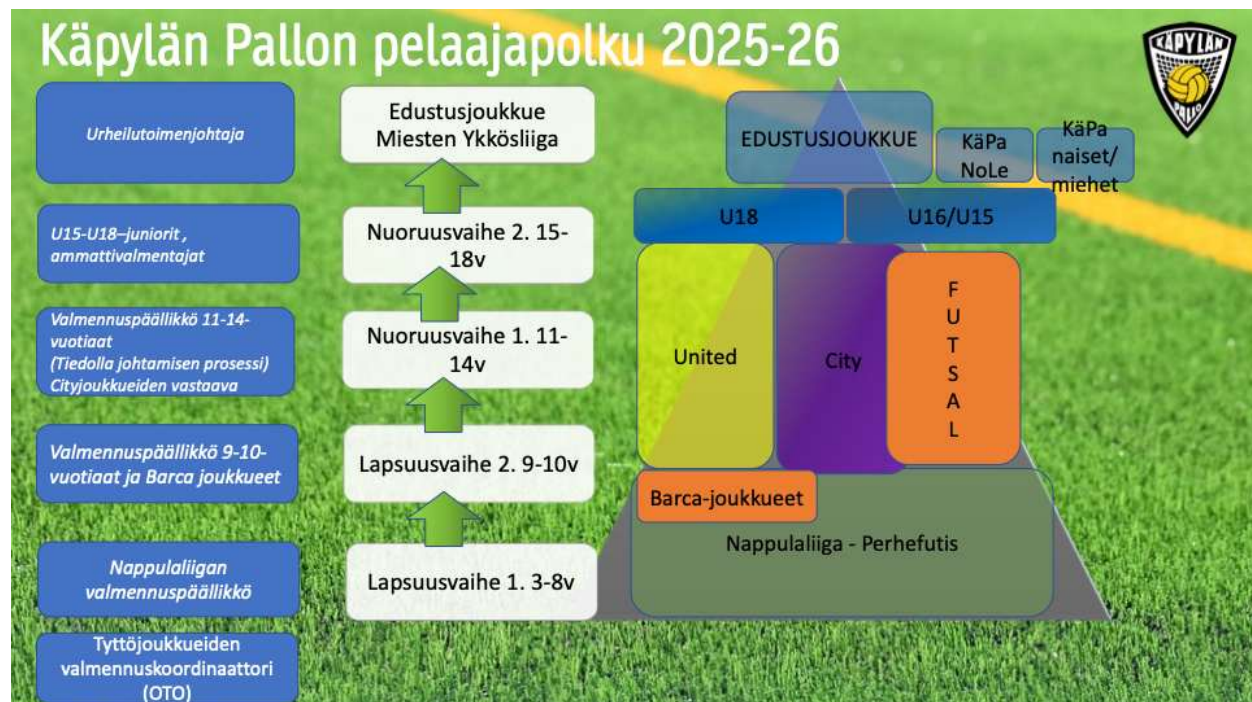 Käpylän Pallon pelaajapolku 2025-26
KÄPYLÄN
PALLO
Urheilutoimenjohtaja
Edustusjoukkue
Miesten Ykkösliiga
EDUSTUSJOUKKUE
KäPa
NoLe
KäPa
naiset/
miehet
U15-U18–juniorit ,
ammattivalmentajat
Nuoruusvaihe 2. 15-
18v
U18
U16/U15
Valmennuspäällikkö 11-14-
vuotiaat
(Tiedolla johtamisen prosessi)
Cityjoukkueiden vastaava
Nuoruusvaihe 1. 11-
14v
United
City
F
U
T
S
A
L
Valmennuspäällikkö 9-10-
vuotiaat ja Barca joukkueet
Lapsuusvaihe 2. 9-10v
Barca-joukkueet
Nappulaliiga - Perhefutis
Nappulaliigan
valmennuspäällikkö
Lapsuusvaihe 1. 3-8v
Tyttöjoukkueiden
valmennuskoordinaattori
(OTO)